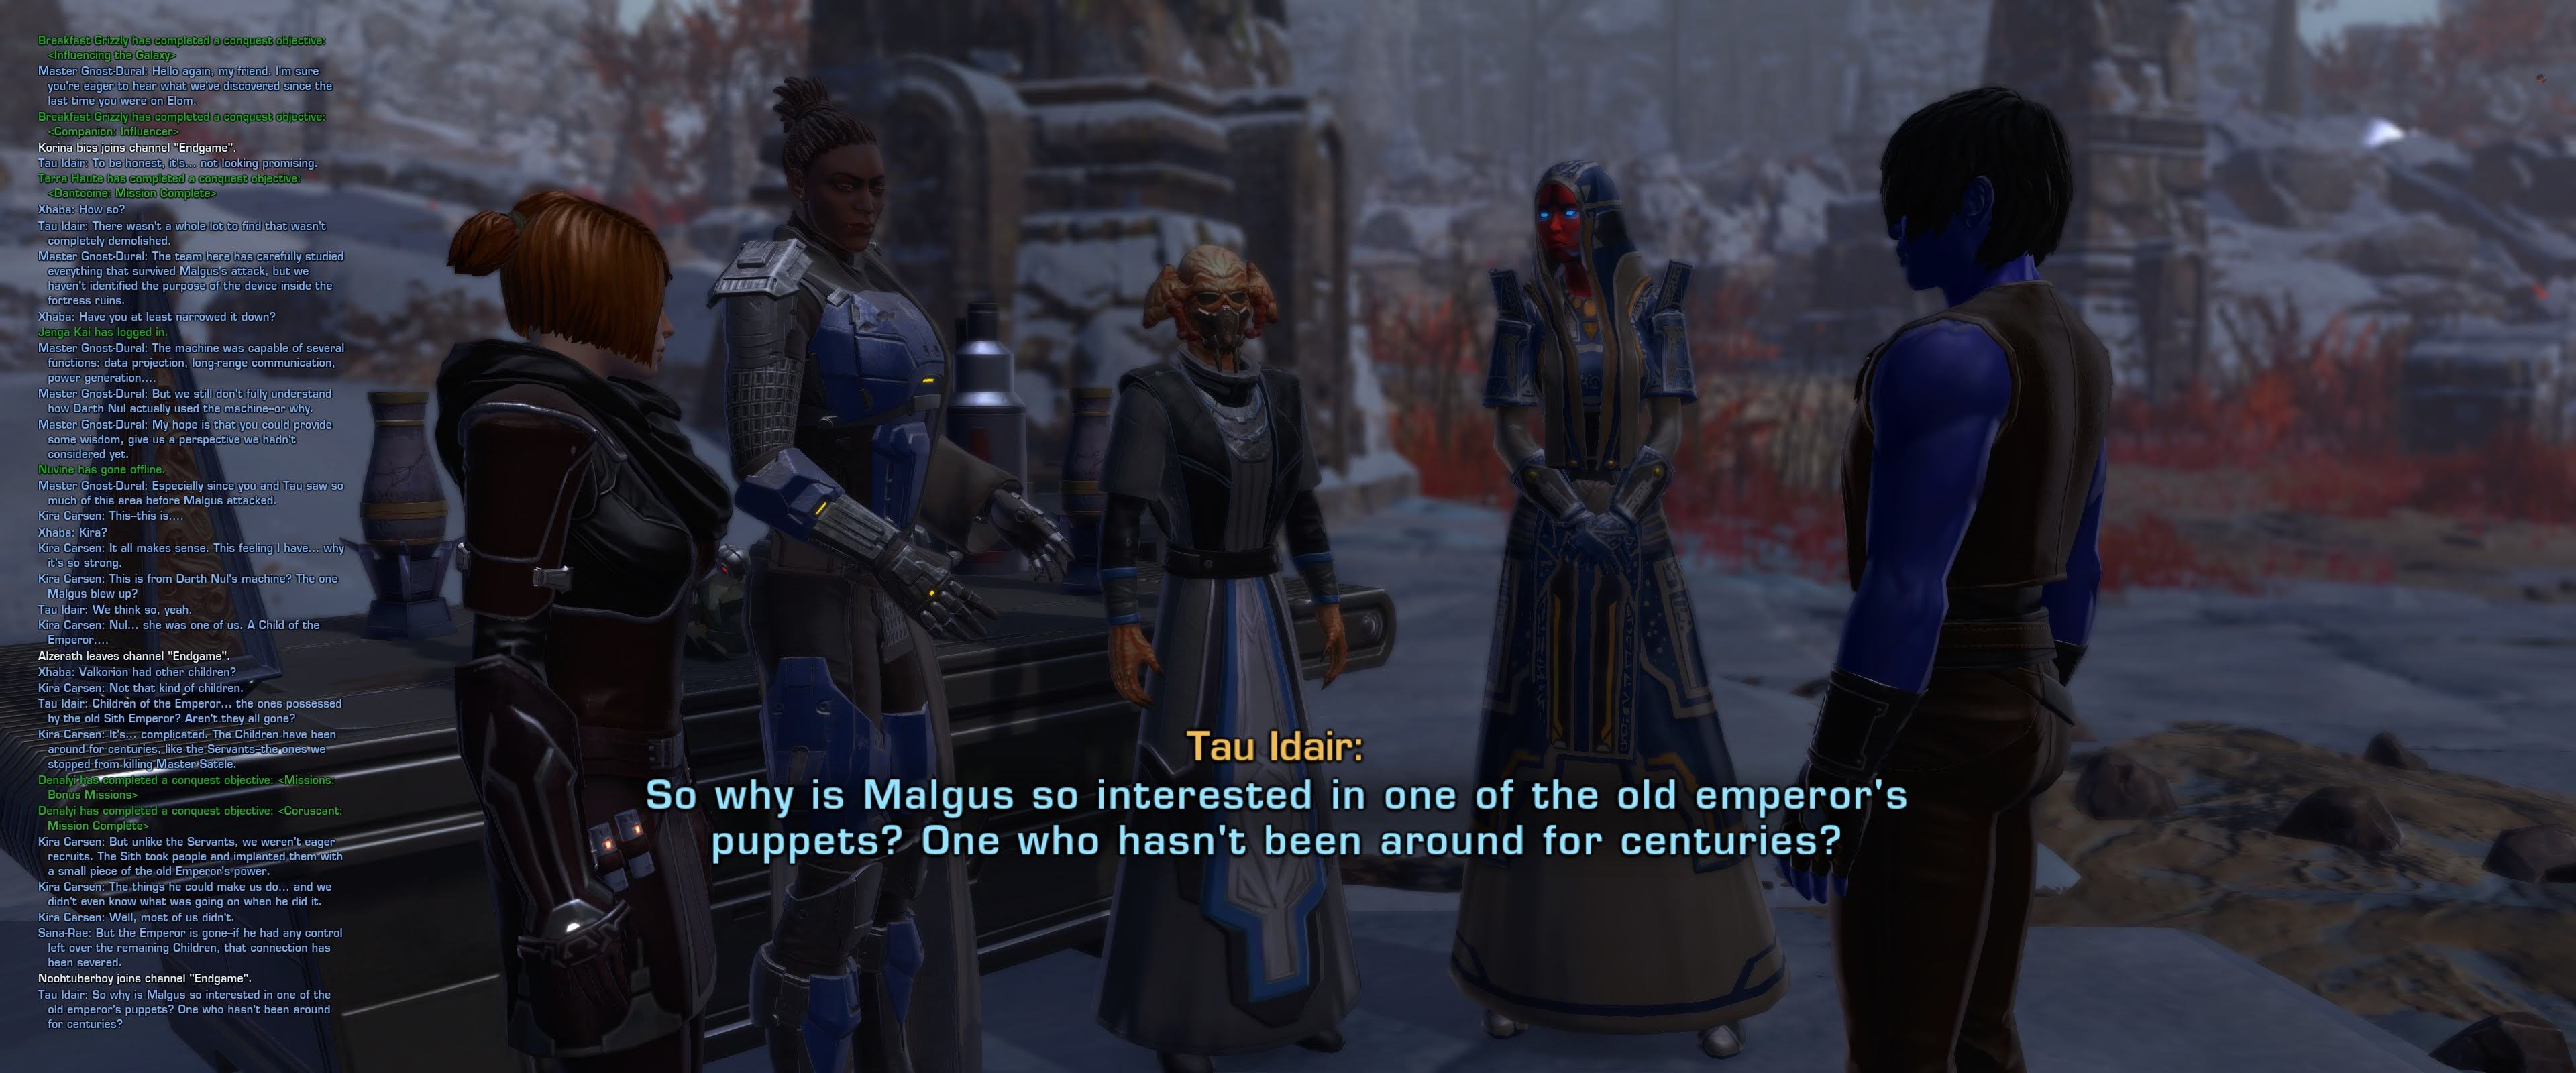 Breakfast Grizzly has completed a conquest objective:
<Influencing the Galaxy>
Master Gnost-Dural: Hello again, my friend. I'm sure
you're eager to hear what we've discovered since the
last time you were on Elom.
Breakfast Grizzly has completed a conquest objective:
<Companion: Influencer>
Korina bics joins channel "Endgame".
Tau Idair: To be honest, it's... not looking promising.
Terra Haute has completed a conquest objective:
<Dantooine: Mission Complete>
Xhaba: How so?
Tau Idair: There wasn't a whole lot to find that wasn't
completely demolished.
Master Gnost-Dural: The team here has carefully studied
everything that survived Malgus's attack, but we
haven't identified the purpose of the device inside the
fortress ruins.
Xhaba: Have you at least narrowed it down?
Jenga Kai has logged in.
Master Gnost-Dural: The machine was capable of several
functions: data projection, long-range communication,
power generation....
Master Gnost-Dural: But we still don't fully understand
how Darth Nul actually used the machine–or why.
Master Gnost-Dural: My hope is that you could provide
some wisdom, give us a perspective we hadn't
considered yet.
Nuvine has gone offline.
Master Gnost-Dural: Especially since you and Tau saw so
much of this area before Malgus attacked.
Kira Carsen: This–this is....
Xhaba: Kira?
Kira Carsen: It all makes sense. This feeling I have... why
it's so strong.
Kira Carsen: This is from Darth Nul's machine? The one
Malgus blew up?
Tau Idair: We think so, yeah.
Kira Carsen: Nul... she was one of us. A Child of the
Emperor....
Alzerath leaves channel "Endgame".
Xhaba: Valkorion had other children?
Kira Carsen: Not that kind of children.
Tau Idair: Children of the Emperor... the ones possessed
by the old Sith Emperor? Aren't they all gone?
Kira Carsen: It's... complicated. The Children have been
around for centuries, like the Servants–the ones we
stopped from killing Master Satele.
Denalyi has completed a conquest objective: <Missions:
Bonus Missions>
Denalyi has completed a conquest objective: <Coruscant:
Mission Complete>
Kira Carsen: But unlike the Servants, we weren't eager
recruits. The Sith took people and implanted them with
a small piece of the old Emperor's power.
Kira Carsen: The things he could make us do... and we
didn't even know what was going on when he did it.
Kira Carsen: Well, most of us didn't.
Sana-Rae: But the Emperor is gone–if he had any control
left over the remaining Children, that connection has
been severed.
Noobtuberboy joins channel "Endgame".
Tau Idair: So why is Malgus so interested in one of the
old emperor's puppets? One who hasn't been around
for centuries?
Tau Idair:
So why is Malgus so interested in one of the old emperor's
puppets? One who hasn't been around for centuries?